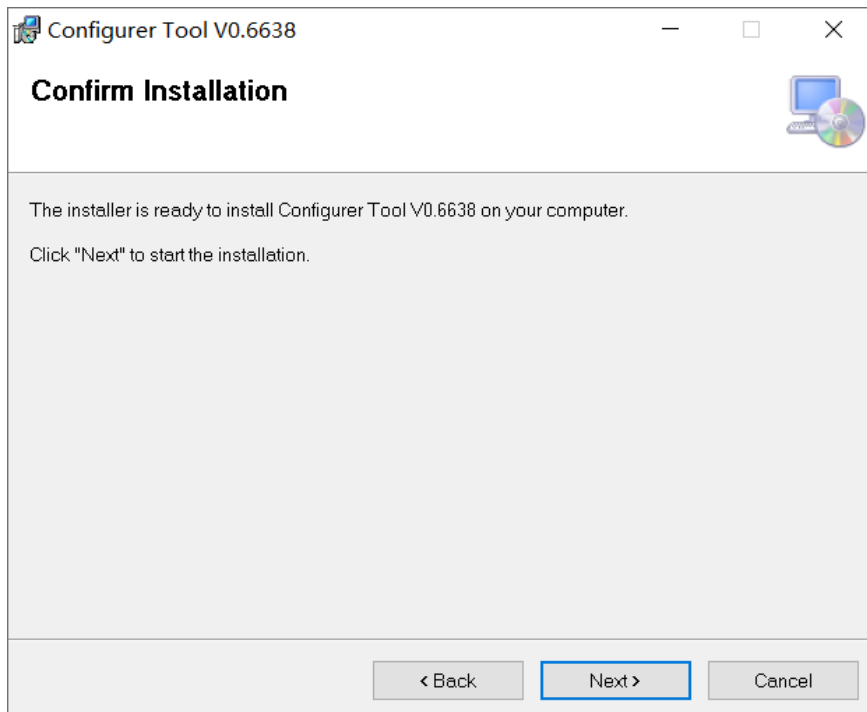 Configurer Tool V0.6638
Confirm Installation
The installer is ready to install Configurer Tool V0.6638 on your computer.
Click "Next" to start the installation.
< Back
Next >
Cancel